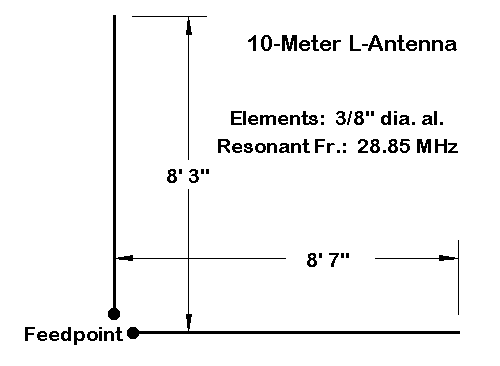 10-Meter L-Antenna
Elements: 3/8" dia. al.
Resonant Fr.: 28.85 MHz
8' 3"
8' 7"
Feedpoint